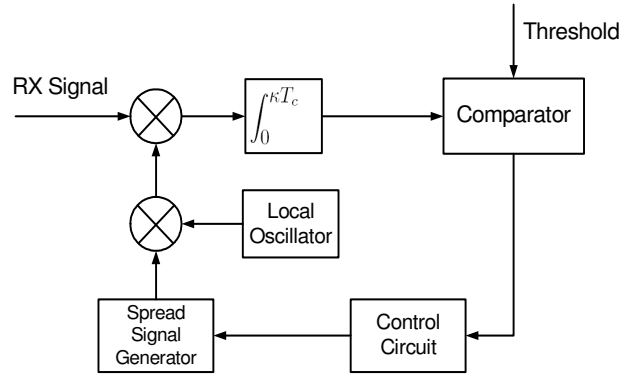 Threshold
RX Signal
∫₀^{κT_c}
Comparator
Local
Oscillator
Spread
Signal
Generator
Control
Circuit